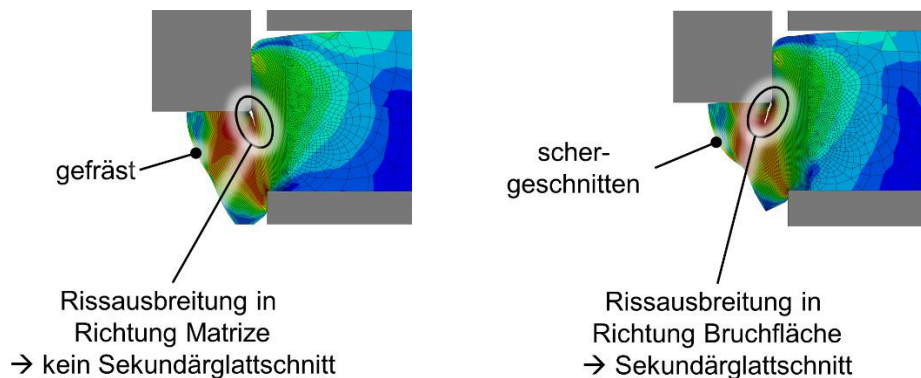 gefräst
Rissausbreitung in
Richtung Matrize
→ kein Sekundärglattschnitt
scher-
geschnitten
Rissausbreitung in
Richtung Bruchfläche
→ Sekundärglattschnitt